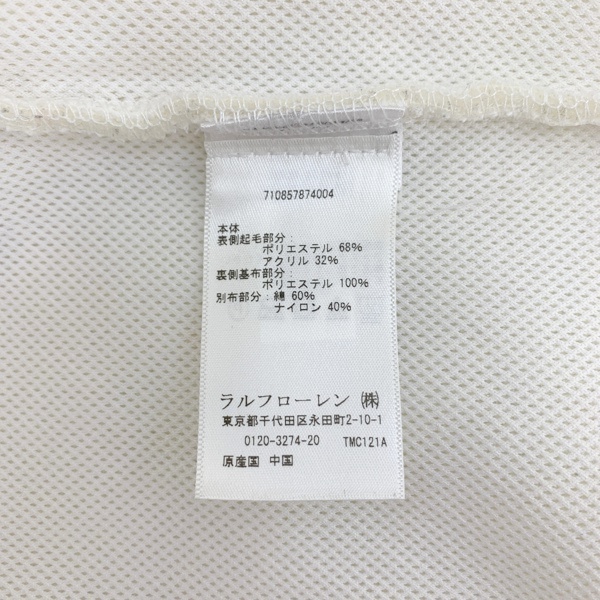 710857874004
本体
表側起毛部分：
ポリエステル 68%
アクリル 32%
裏側基布部分：
ポリエステル 100%
別布部分：綿 60%
ナイロン 40%
ラルフローレン ㈱
東京都千代田区永田町2-10-1
0120-3274-20 TMC121A
原産国 中国